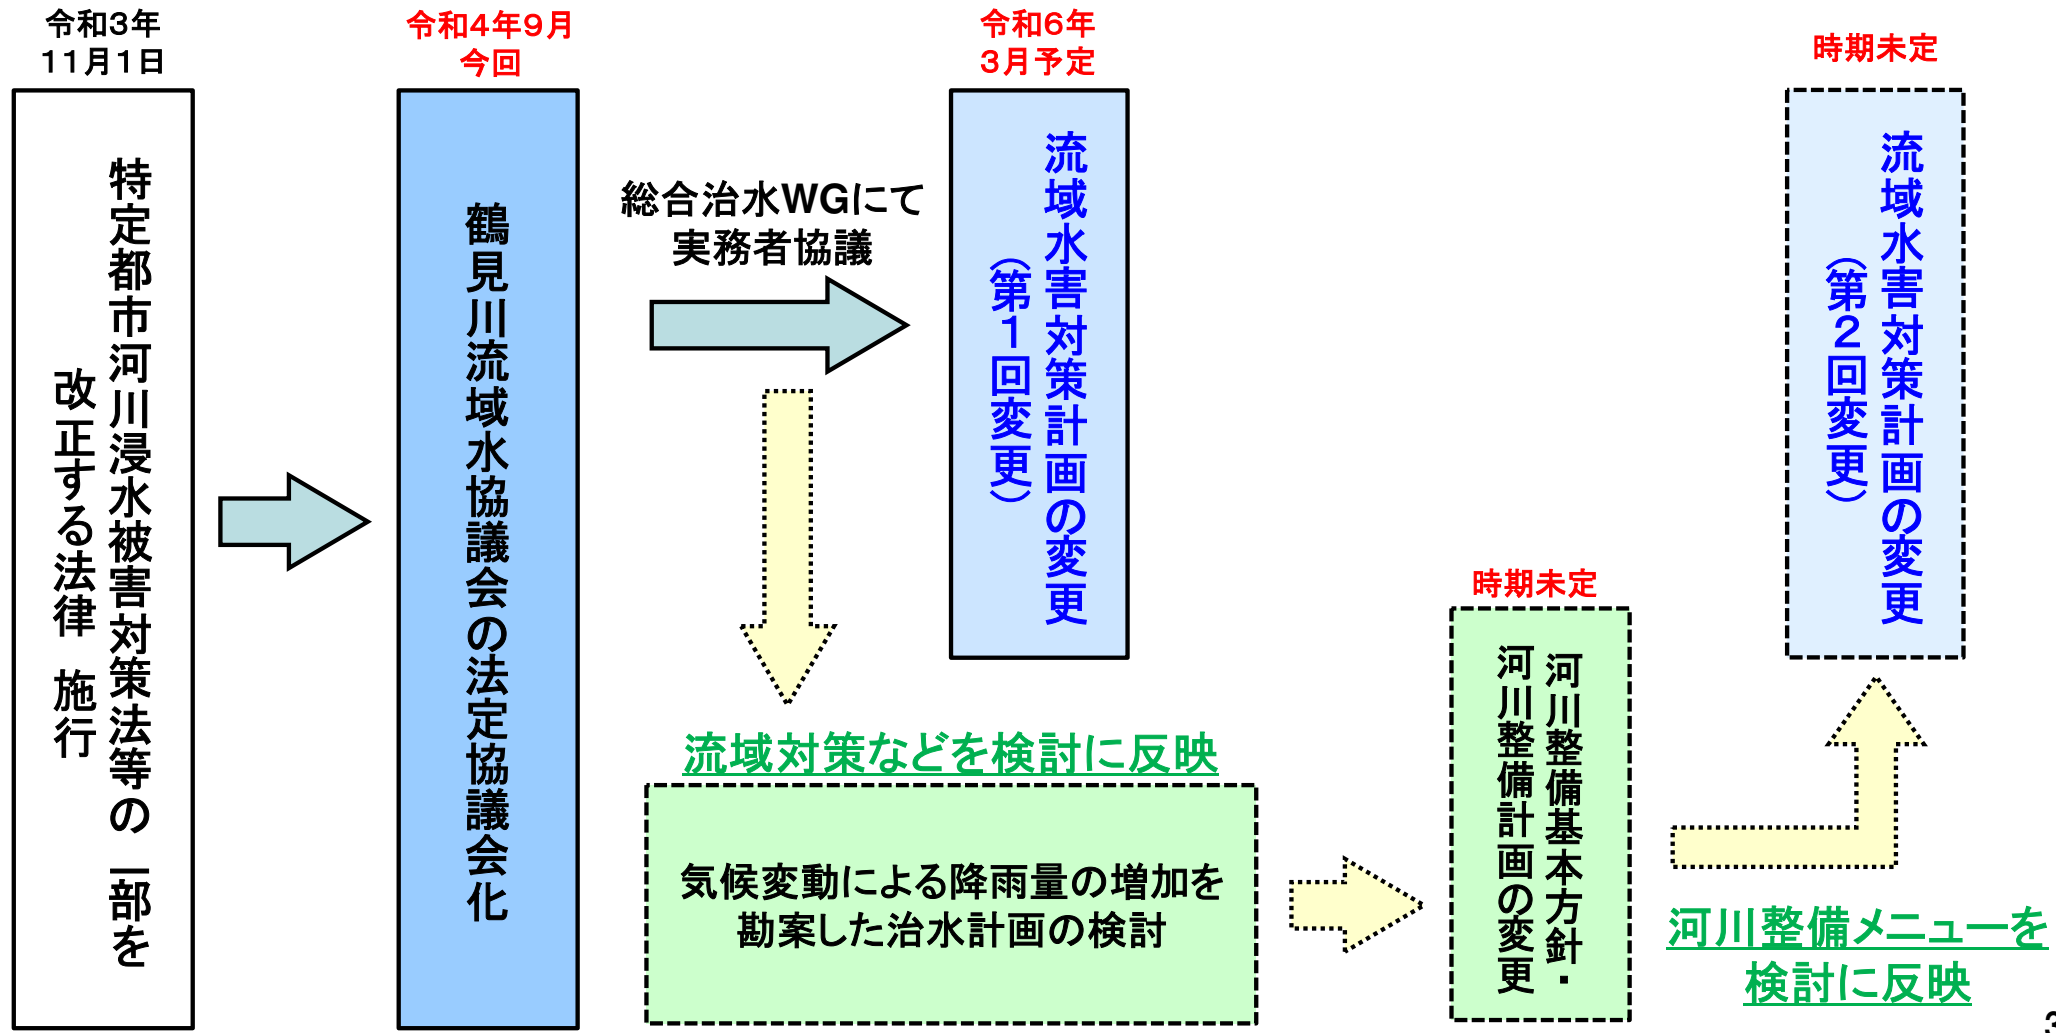 令和3年
11月1日
特定都市河川浸水被害対策法等の一部を
改正する法律　施行
令和4年9月
今回
鶴見川流域水協議会の法定協議会化
総合治水WGにて
実務者協議
令和6年
3月予定
流域水害対策計画の変更
（第1回変更）
流域対策などを検討に反映
気候変動による降雨量の増加を
勘案した治水計画の検討
時期未定
河川整備基本方針・
河川整備計画の変更
時期未定
流域水害対策計画の変更
（第2回変更）
河川整備メニューを
検討に反映